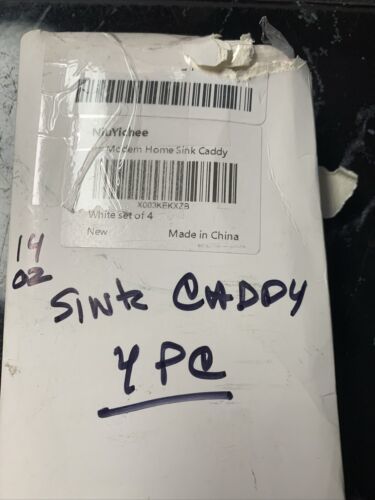 NiuYichee
Modern Home Sink Caddy
X003KEKXZB
White set of 4
New Made in China
14
02
SINK CADDY
4 PC